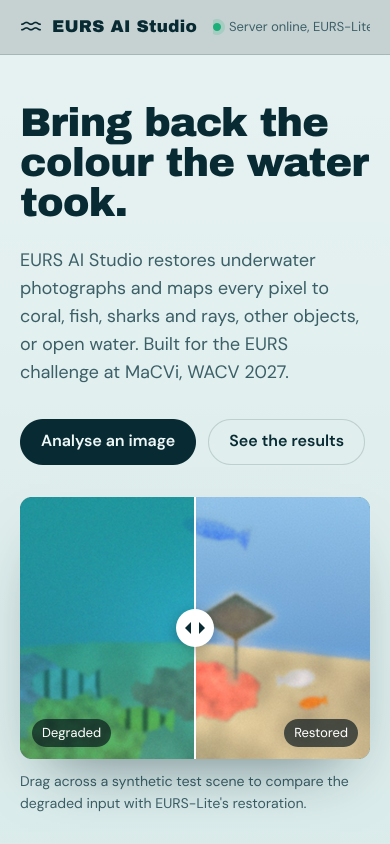 EURS AI Studio
Server online, EURS-Lite
Bring back the
colour the water
took.
EURS AI Studio restores underwater
photographs and maps every pixel to
coral, fish, sharks and rays, other objects,
or open water. Built for the EURS
challenge at MaCVi, WACV 2027.
Analyse an image
See the results
Degraded
Restored
Drag across a synthetic test scene to compare the
degraded input with EURS-Lite's restoration.